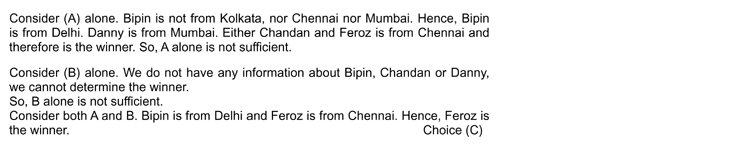 Consider (A) alone. Bipin is not from Kolkata, nor Chennai nor Mumbai. Hence, Bipin
is from Delhi. Danny is from Mumbai. Either Chandan and Feroz is from Chennai and
therefore is the winner. So, A alone is not sufficient.
Consider (B) alone. We do not have any information about Bipin, Chandan or Danny,
we cannot determine the winner.
So, B alone is not sufficient.
Consider both A and B. Bipin is from Delhi and Feroz is from Chennai. Hence, Feroz is
the winner. Choice (C)